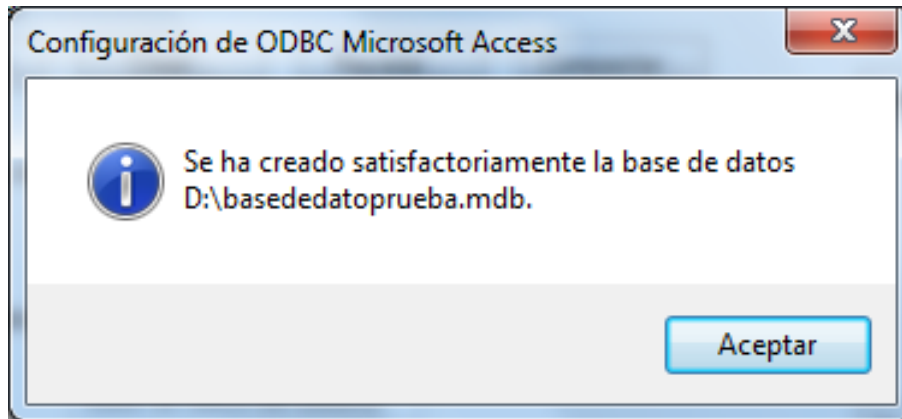 Configuración de ODBC Microsoft Access
Se ha creado satisfactoriamente la base de datos
D:\basededatoprueba.mdb.
Aceptar